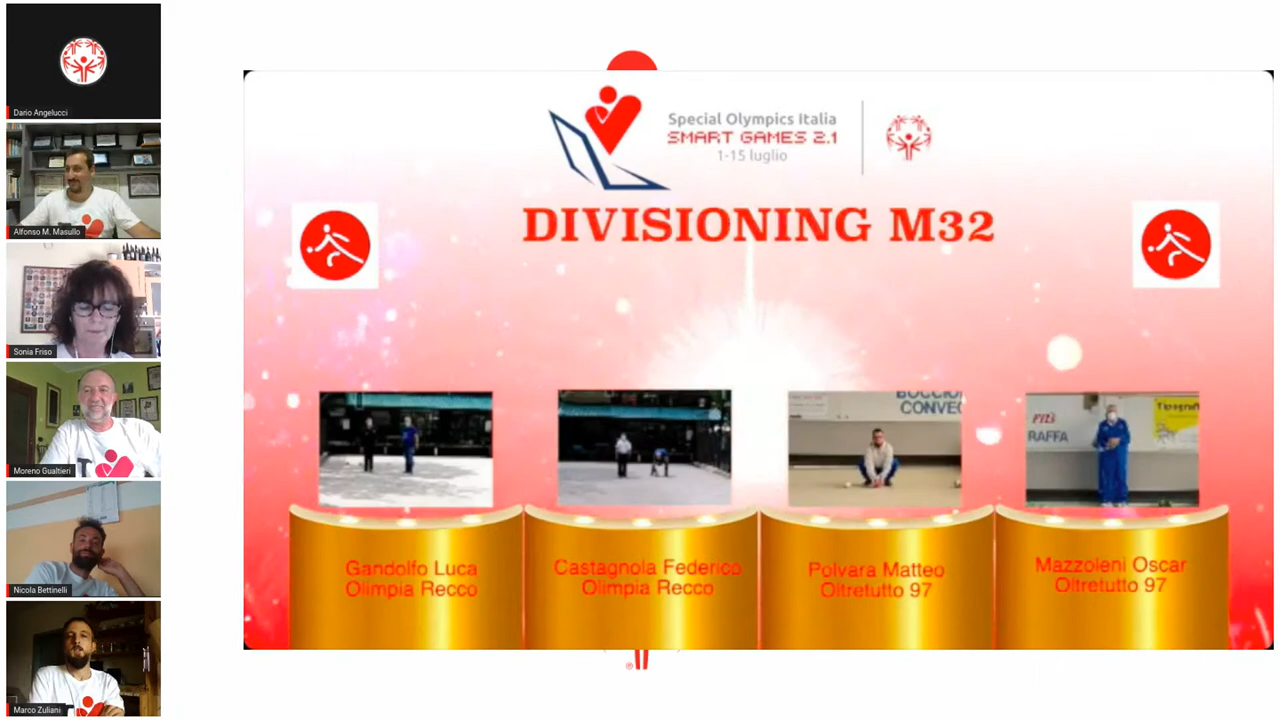 Dario Angelucci
Alfonso M. Masullo
Sonia Friso
Moreno Gualtieri
Nicola Bettinelli
Marco Zuliani
Special Olympics Italia
SMART GAMES 2.1
1-15 luglio
DIVISIONING M32
BOCCIO
CONVEG
RAFFA
Gandolfo Luca
Olimpia Recco
Castagnola Federico
Olimpia Recco
Polvara Matteo
Oltretutto 97
Mazzoleni Oscar
Oltretutto 97